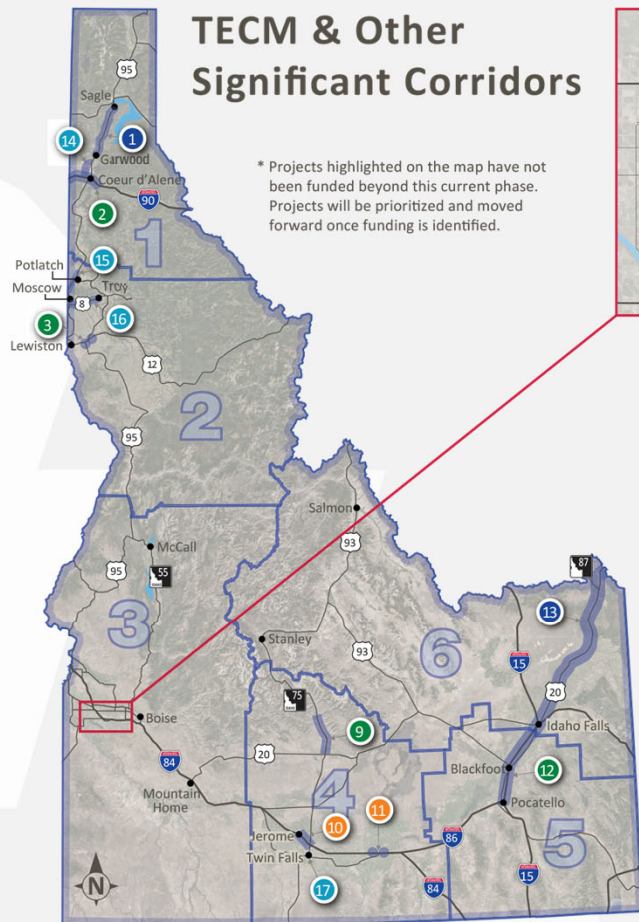 TECM & Other
Significant Corridors
* Projects highlighted on the map have not
been funded beyond this current phase.
Projects will be prioritized and moved
forward once funding is identified.
95
Sagle
14
1
Garwood
Coeur d'Alene
90
2
1
15
Potlatch
Moscow
8
Troy
3
16
Lewiston
12
2
95
Salmon
93
McCall
95
55
87
3
13
Stanley
6
15
93
75
20
Boise
9
Idaho Falls
20
84
Blackfoot
12
4
Mountain
Home
Pocatello
11
10
Jerome
86
5
Twin Falls
15
17
84
N